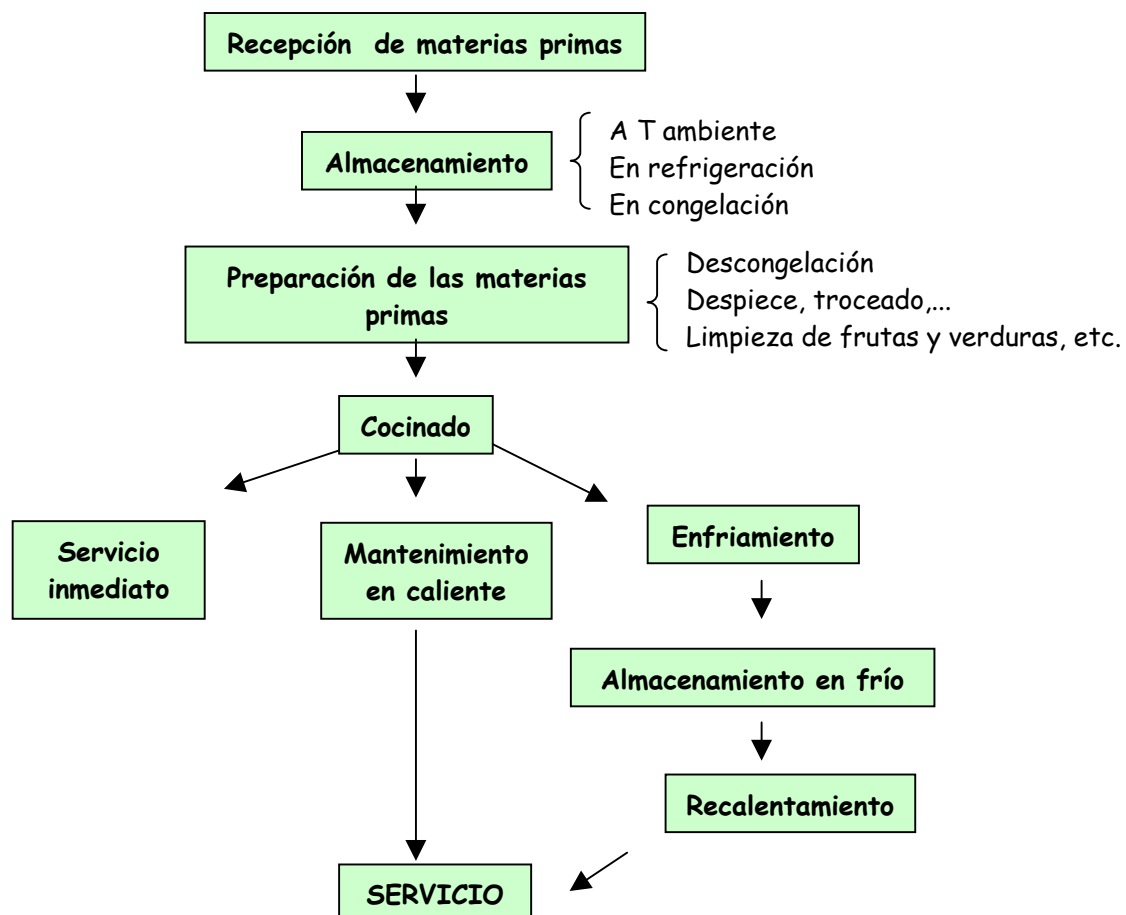 Recepción de materias primas
Almacenamiento
A T ambiente
En refrigeración
En congelación
Preparación de las materias
primas
Descongelación
Despiece, troceado,...
Limpieza de frutas y verduras, etc.
Cocinado
Servicio
inmediato
Mantenimiento
en caliente
Enfriamiento
Almacenamiento en frío
Recalentamiento
SERVICIO